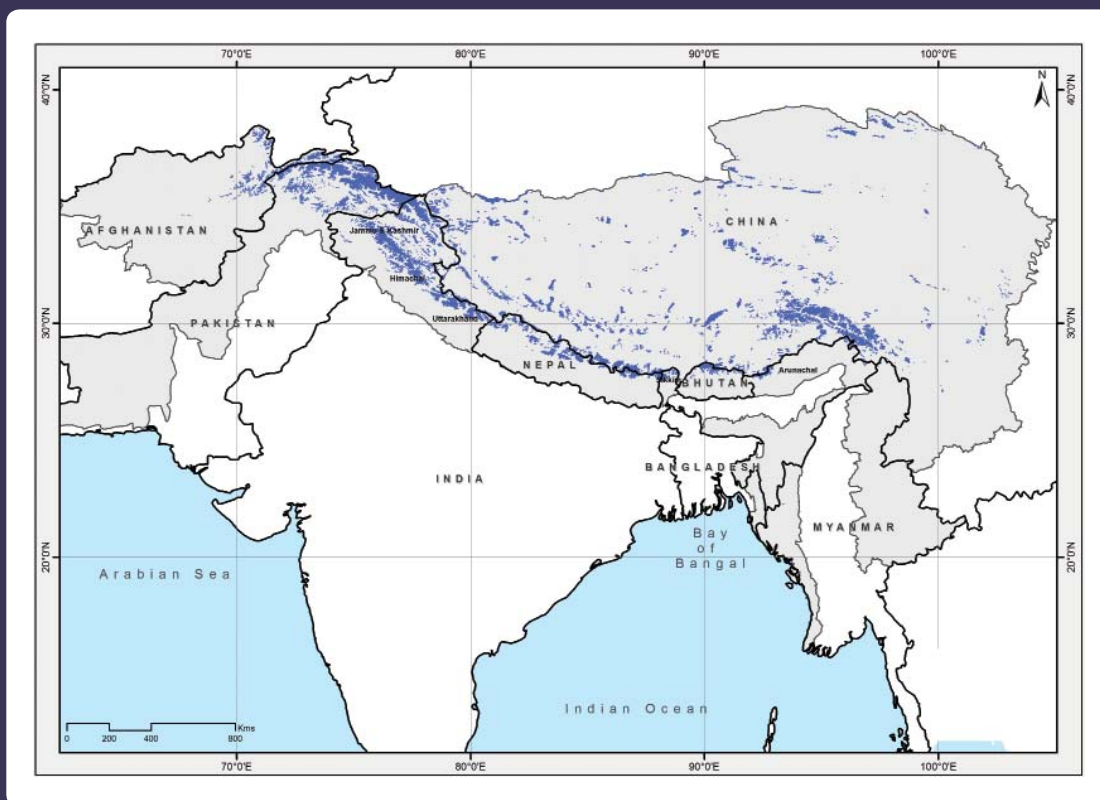 70°0'E 80°0'E 90°0'E 100°0'E
N
40°0'N 40°0'N
CHINA
AFGHANISTAN
Jammu & Kashmir
Himachal
30°0'N Uttarakhand 30°0'N
PAKISTAN
NEPAL
Arunachal
BHUTAN
BANGLADESH
INDIA
MYANMAR
Bay
of
Bangal
20°0'N 20°0'N
Arabian Sea
Indian Ocean
Kms
0 200 400 800
70°0'E 80°0'E 90°0'E 100°0'E